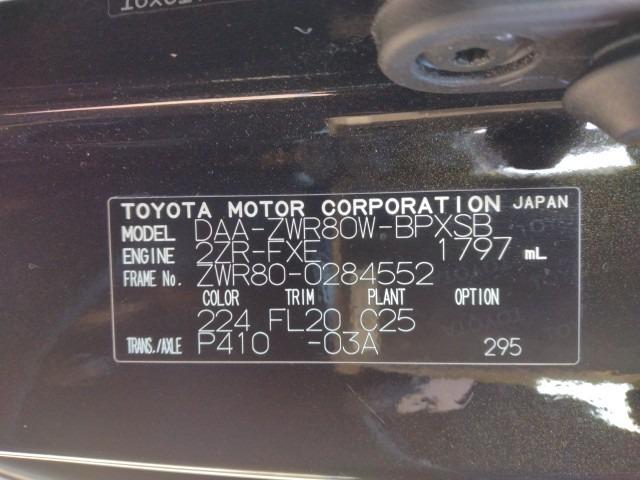 TOYOTA MOTOR CORPORATION JAPAN
MODEL DAA-ZWR80W-BPXSB
ENGINE 2ZR-FXE 1797 mL
FRAME No. ZWR80-0284552
COLOR TRIM PLANT OPTION
224 FL20 C25
TRANS./AXLE P410 -03A 295